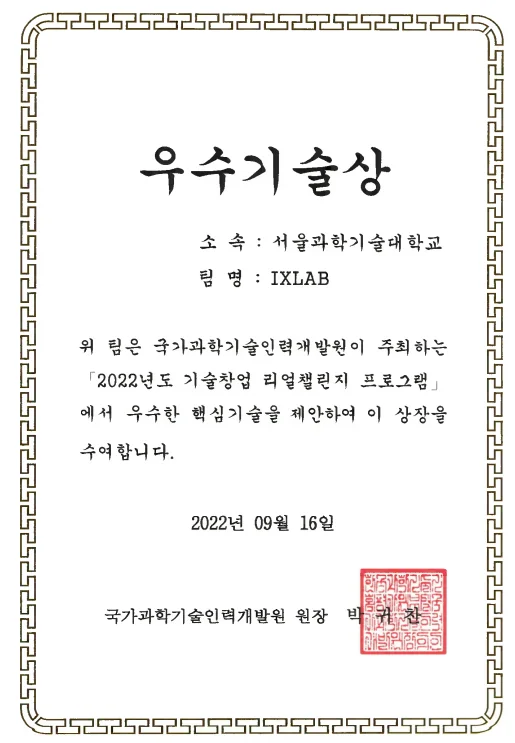 우수기술상
소 속 : 서울과학기술대학교
팀 명 : IXLAB
위 팀은 국가과학기술인력개발원이 주최하는
「2022년도 기술창업 리얼챌린지 프로그램」
에서 우수한 핵심기술을 제안하여 이 상장을
수여합니다.
2022년 09월 16일
국가과학기술인력개발원 원장 박 귀 찬